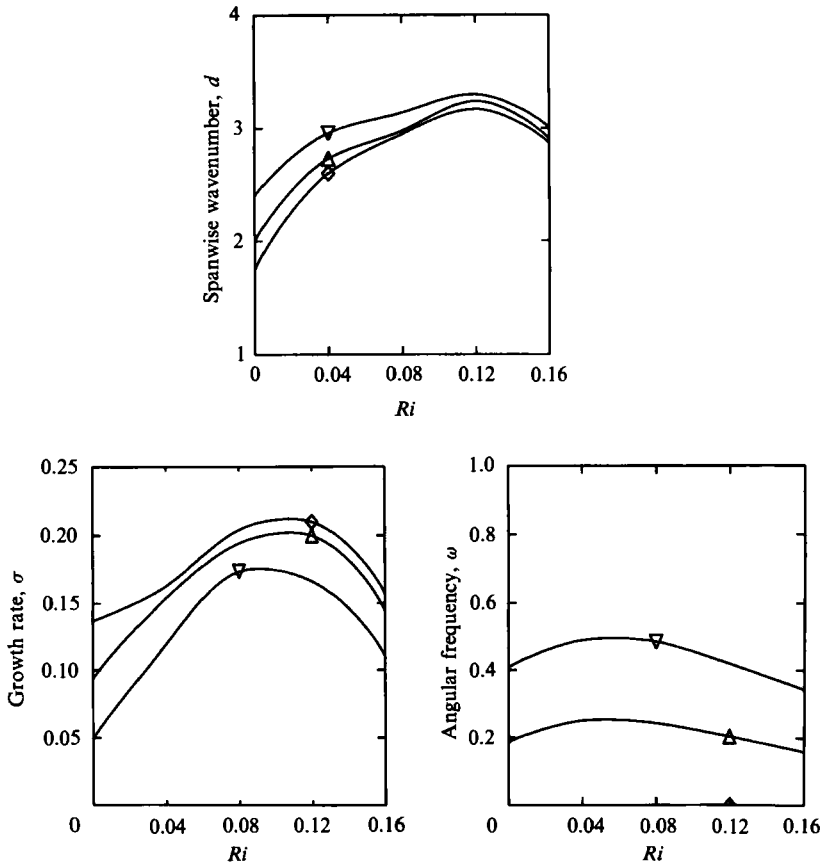 4
3
2
1
Spanwise wavenumber, d
0 0.04 0.08 0.12 0.16
Ri
0.25
0.20
0.15
0.10
0.05
0
Growth rate, σ
0.04 0.08 0.12 0.16
Ri
1.0
0.8
0.6
0.4
0.2
0
Angular frequency, ω
0.04 0.08 0.12 0.16
Ri